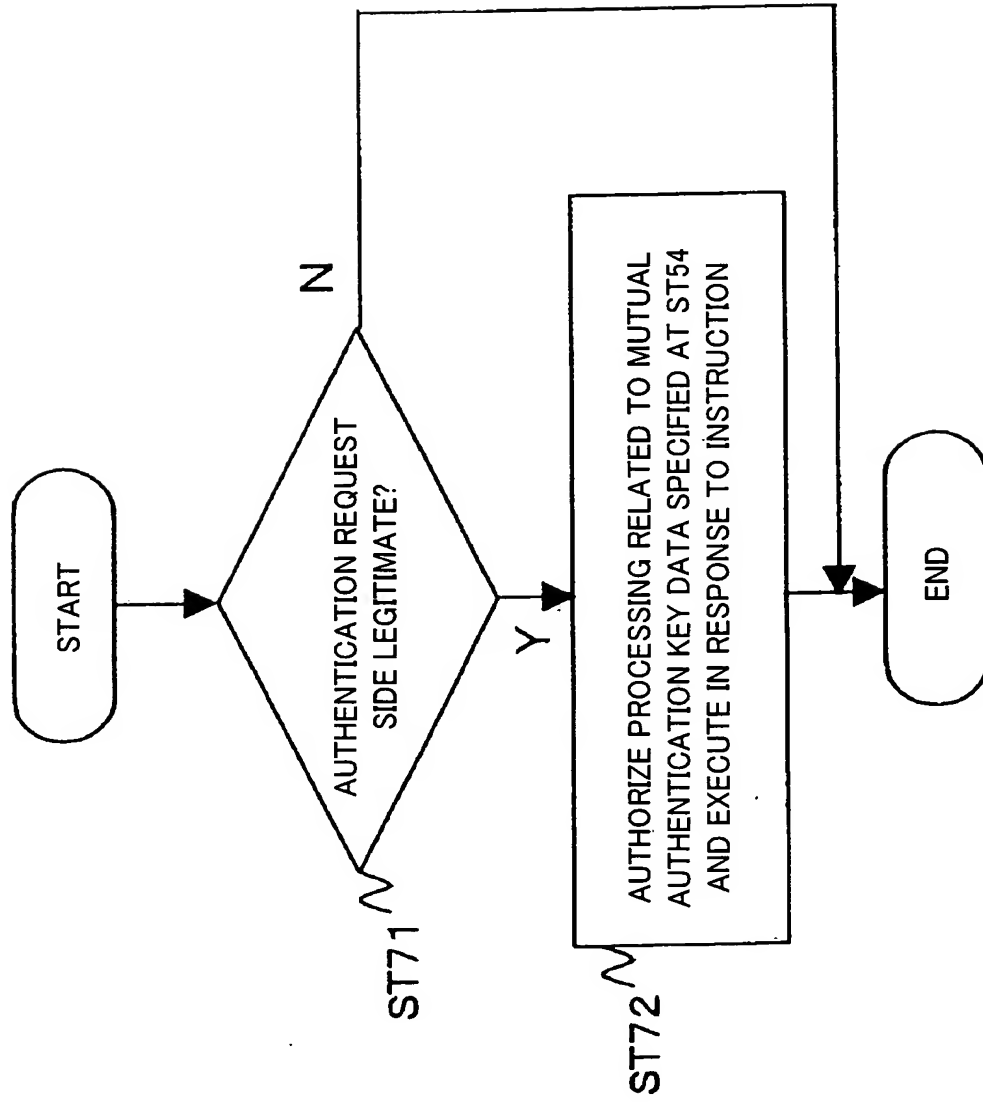 START
AUTHENTICATION REQUEST
SIDE LEGITIMATE?
N
ST71
Y
AUTHORIZE PROCESSING RELATED TO MUTUAL
AUTHENTICATION KEY DATA SPECIFIED AT ST54
AND EXECUTE IN RESPONSE TO INSTRUCTION
ST72
END